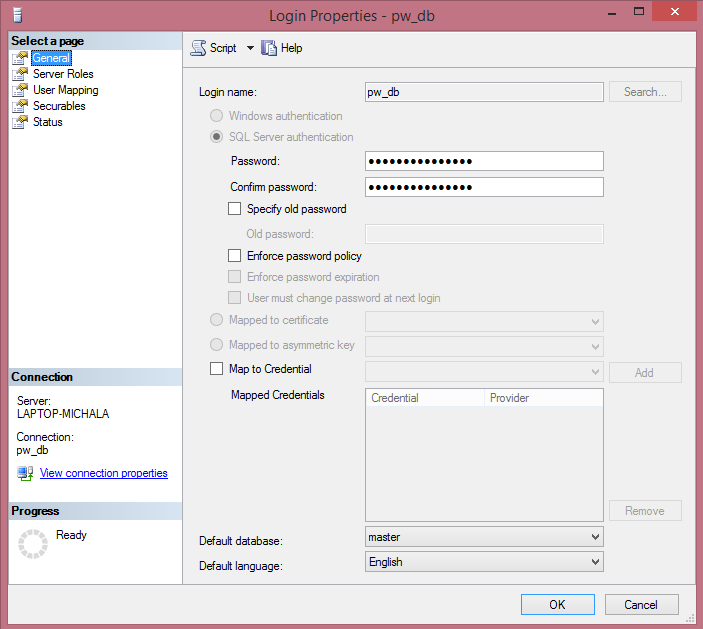 Login Properties - pw_db
Select a page
General
Server Roles
User Mapping
Securables
Status
Connection
Server:
LAPTOP-MICHALA
Connection:
pw_db
View connection properties
Progress
Ready
Script Help
Login name: pw_db Search...
Windows authentication
SQL Server authentication
Password: ●●●●●●●●●●●●●●●
Confirm password: ●●●●●●●●●●●●●●●
Specify old password
Old password:
Enforce password policy
Enforce password expiration
User must change password at next login
Mapped to certificate
Mapped to asymmetric key
Map to Credential Add
Mapped Credentials Credential Provider
Remove
Default database: master
Default language: English
OK Cancel